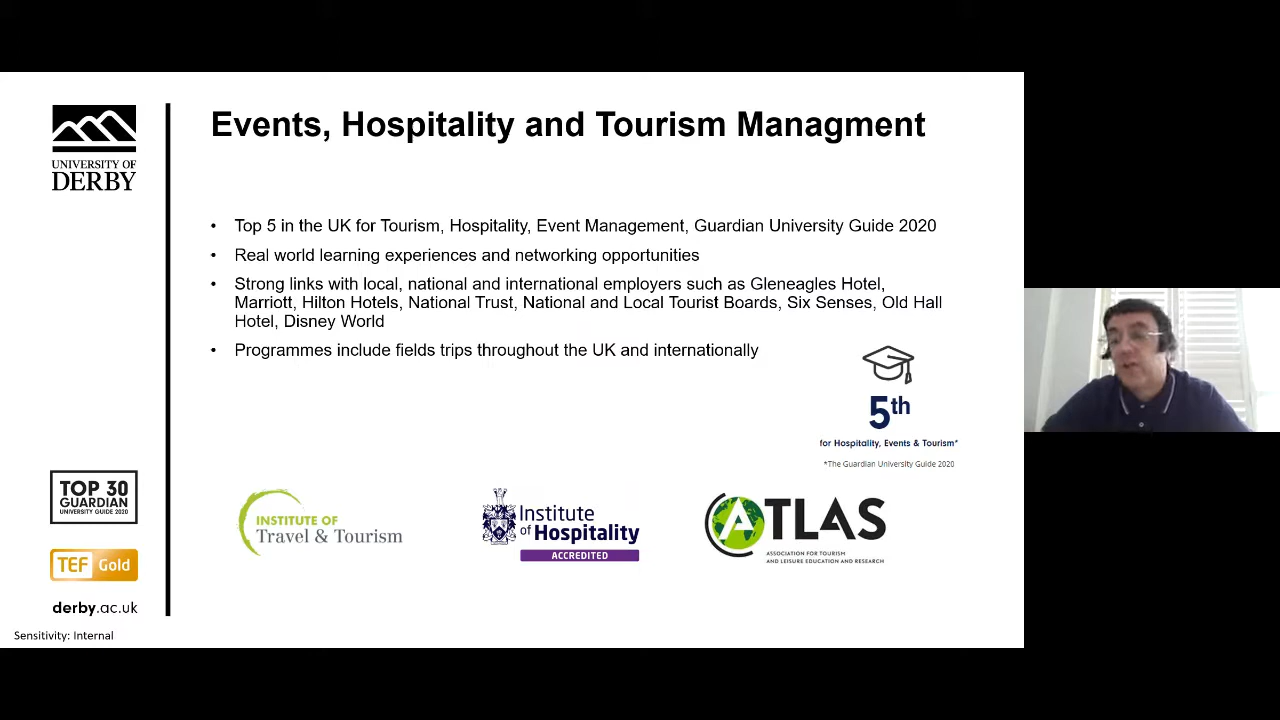 UNIVERSITY OF
DERBY
Events, Hospitality and Tourism Managment
• Top 5 in the UK for Tourism, Hospitality, Event Management, Guardian University Guide 2020
• Real world learning experiences and networking opportunities
• Strong links with local, national and international employers such as Gleneagles Hotel,
Marriott, Hilton Hotels, National Trust, National and Local Tourist Boards, Six Senses, Old Hall
Hotel, Disney World
• Programmes include fields trips throughout the UK and internationally
5th
for Hospitality, Events & Tourism*
*The Guardian University Guide 2020
TOP 30
GUARDIAN
UNIVERSITY GUIDE 2020
TEF Gold
derby.ac.uk
INSTITUTE OF
Travel & Tourism
Institute
of Hospitality
ACCREDITED
ATLAS
ASSOCIATION FOR TOURISM
AND LEISURE EDUCATION AND RESEARCH
Sensitivity: Internal